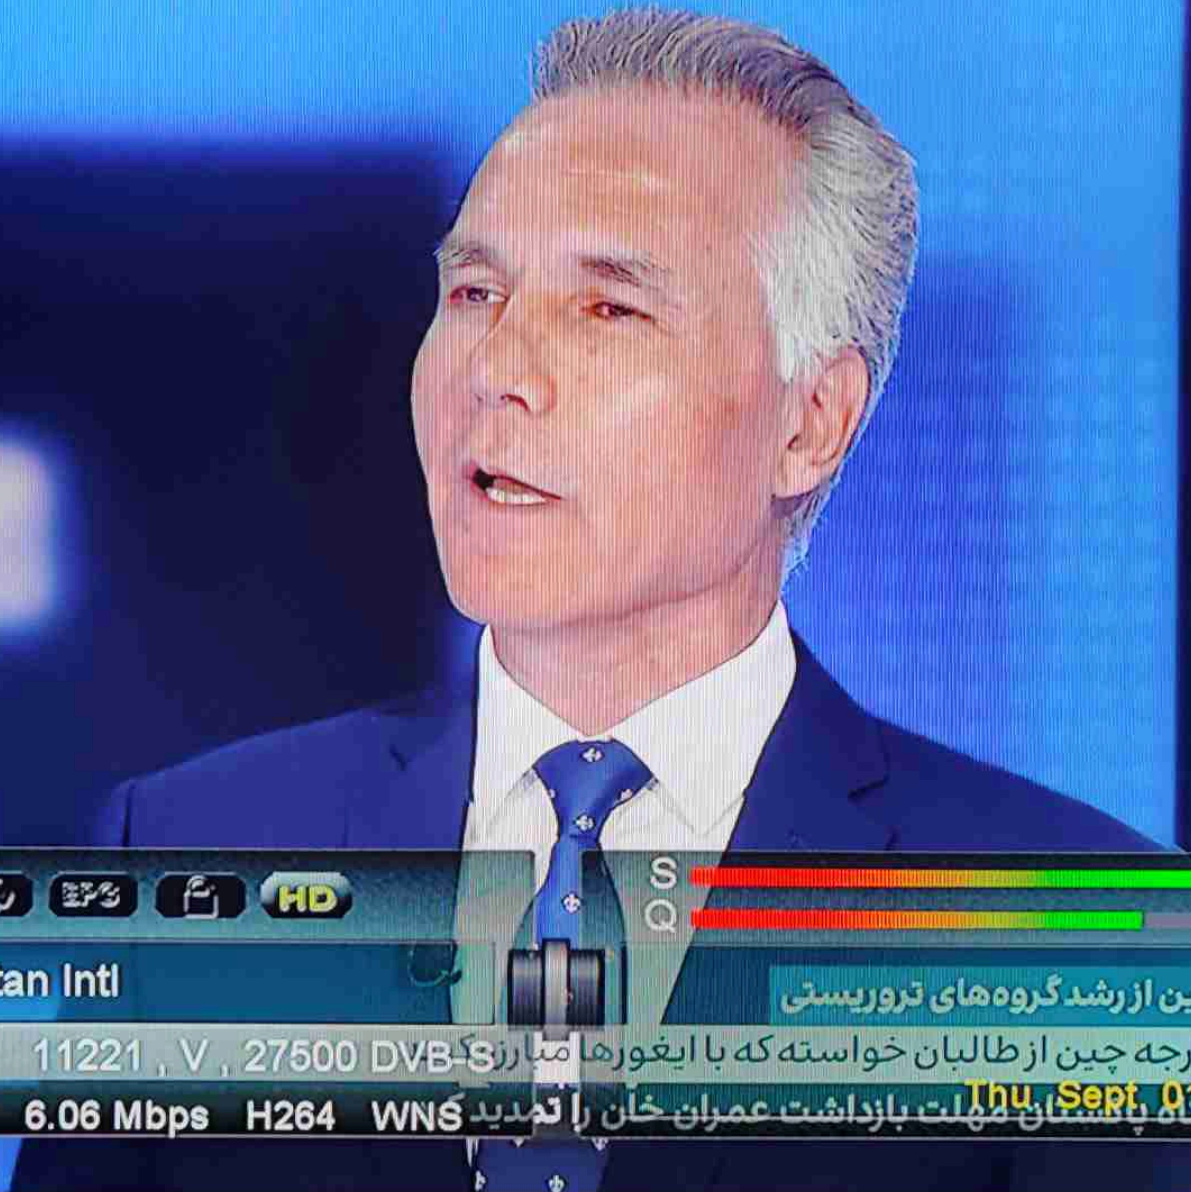 S
EPG HD
Q
tan Intl
ین از رشد گروه‌های تروریستی
11221 , V , 27500 DVB-S
رجه چین از طالبان خواسته که با ایغورها مبارزه
Thu Sept 0
6.06 Mbps H264 WNS
پاکستان مهلت بازداشت عمران خان را تمدید